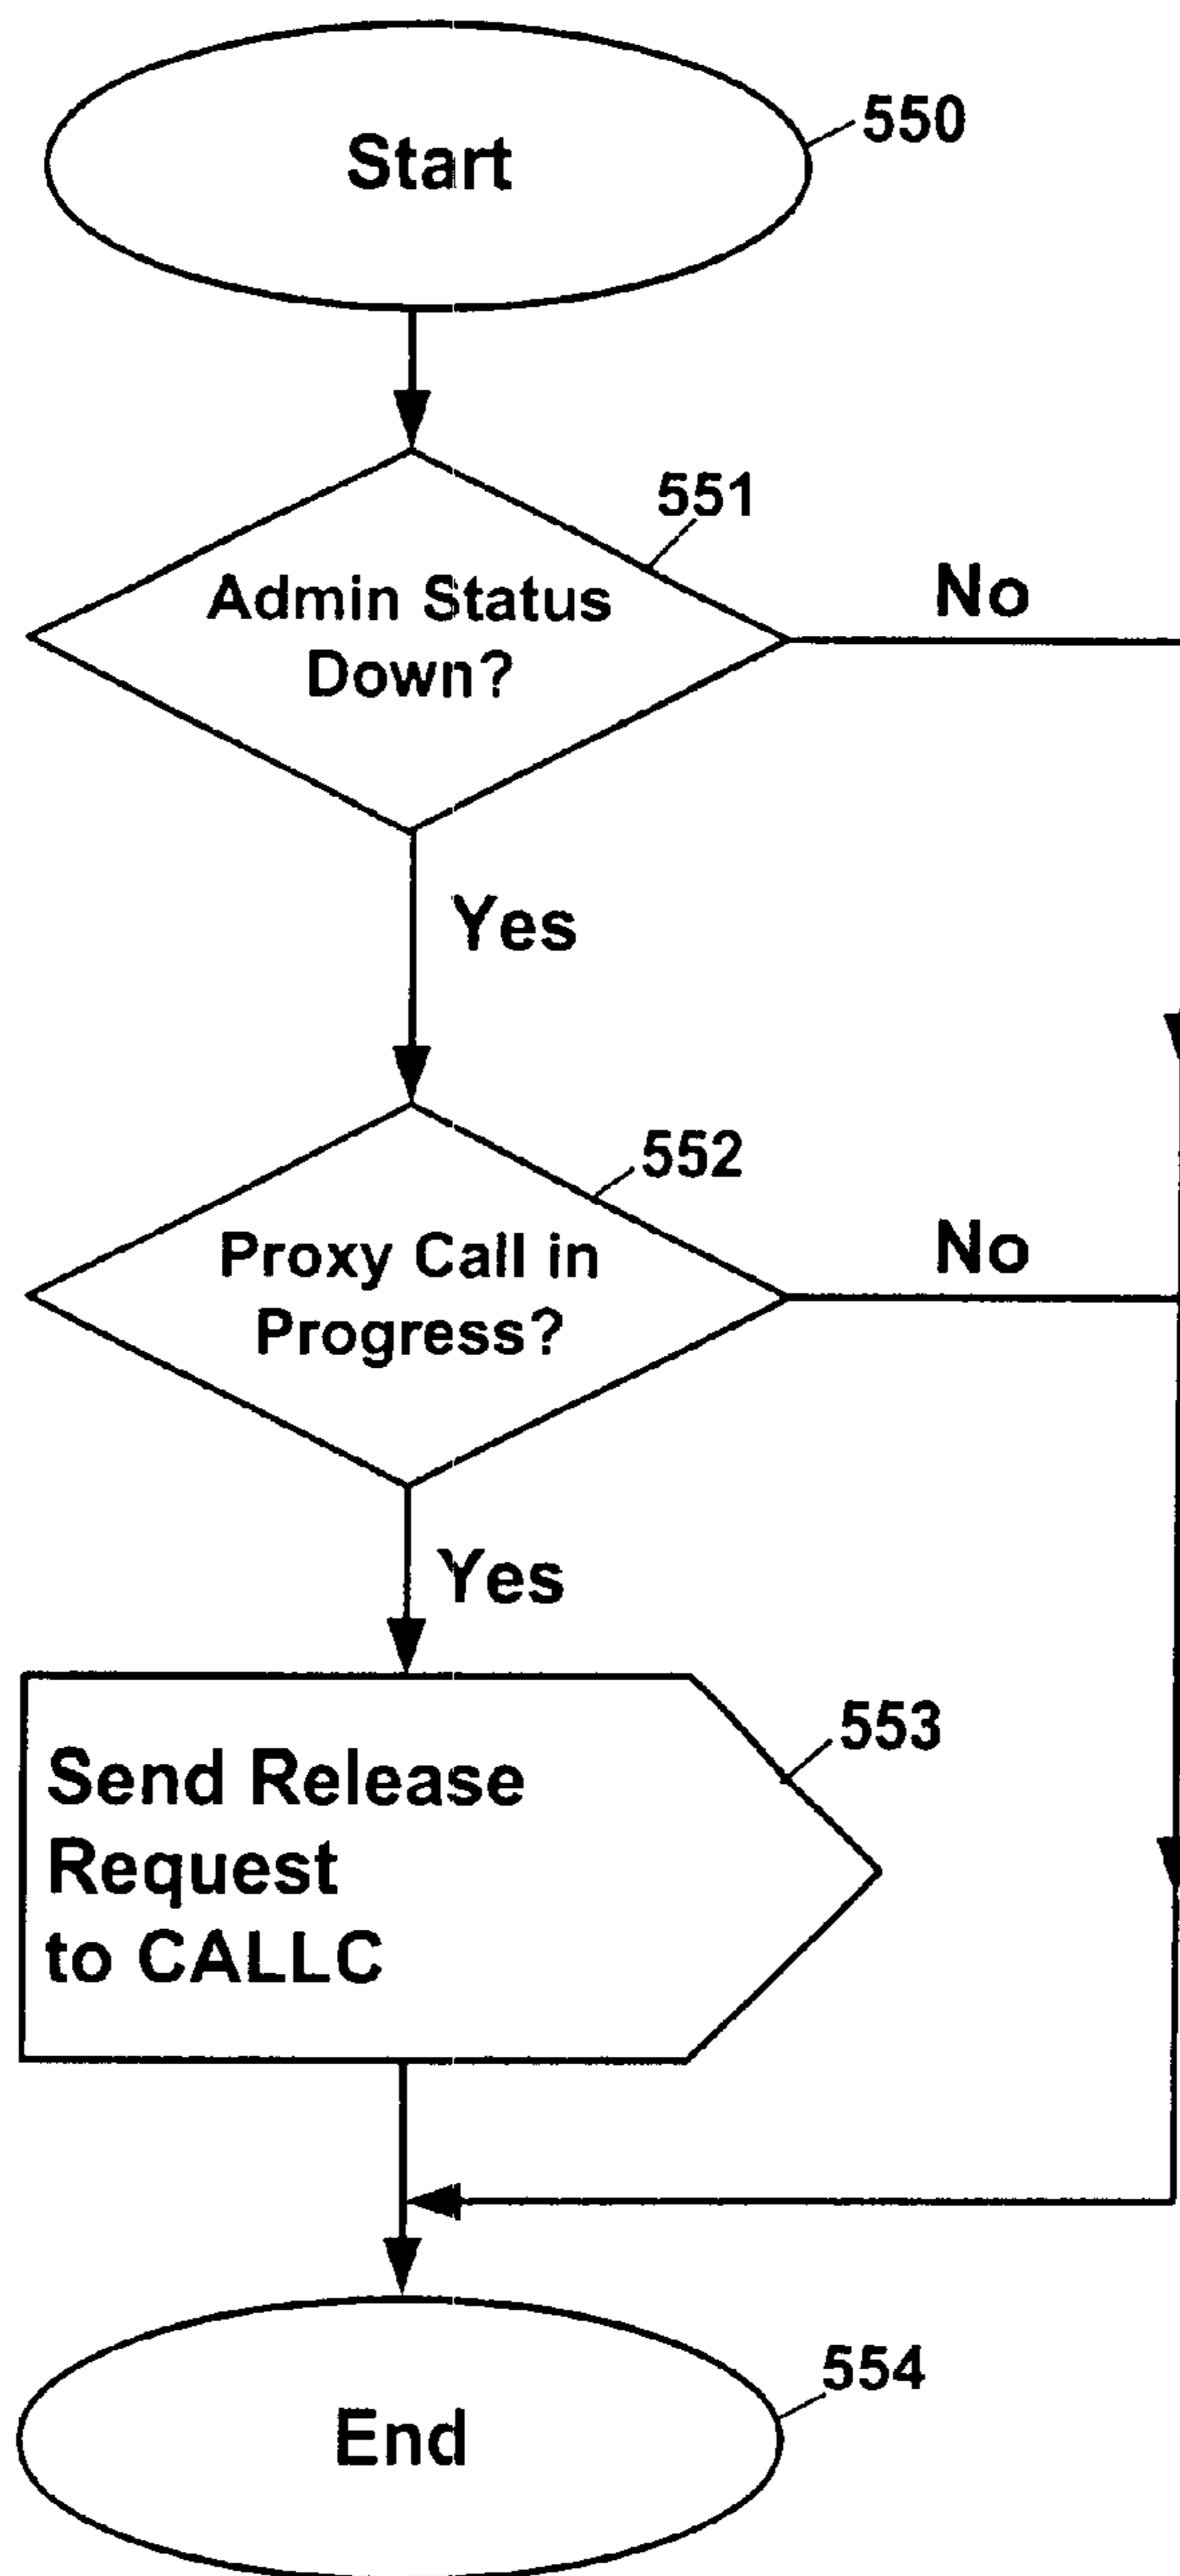 Start
550
551
Admin Status
Down?
No
Yes
552
Proxy Call in
Progress?
No
Yes
553
Send Release
Request
to CALLC
554
End